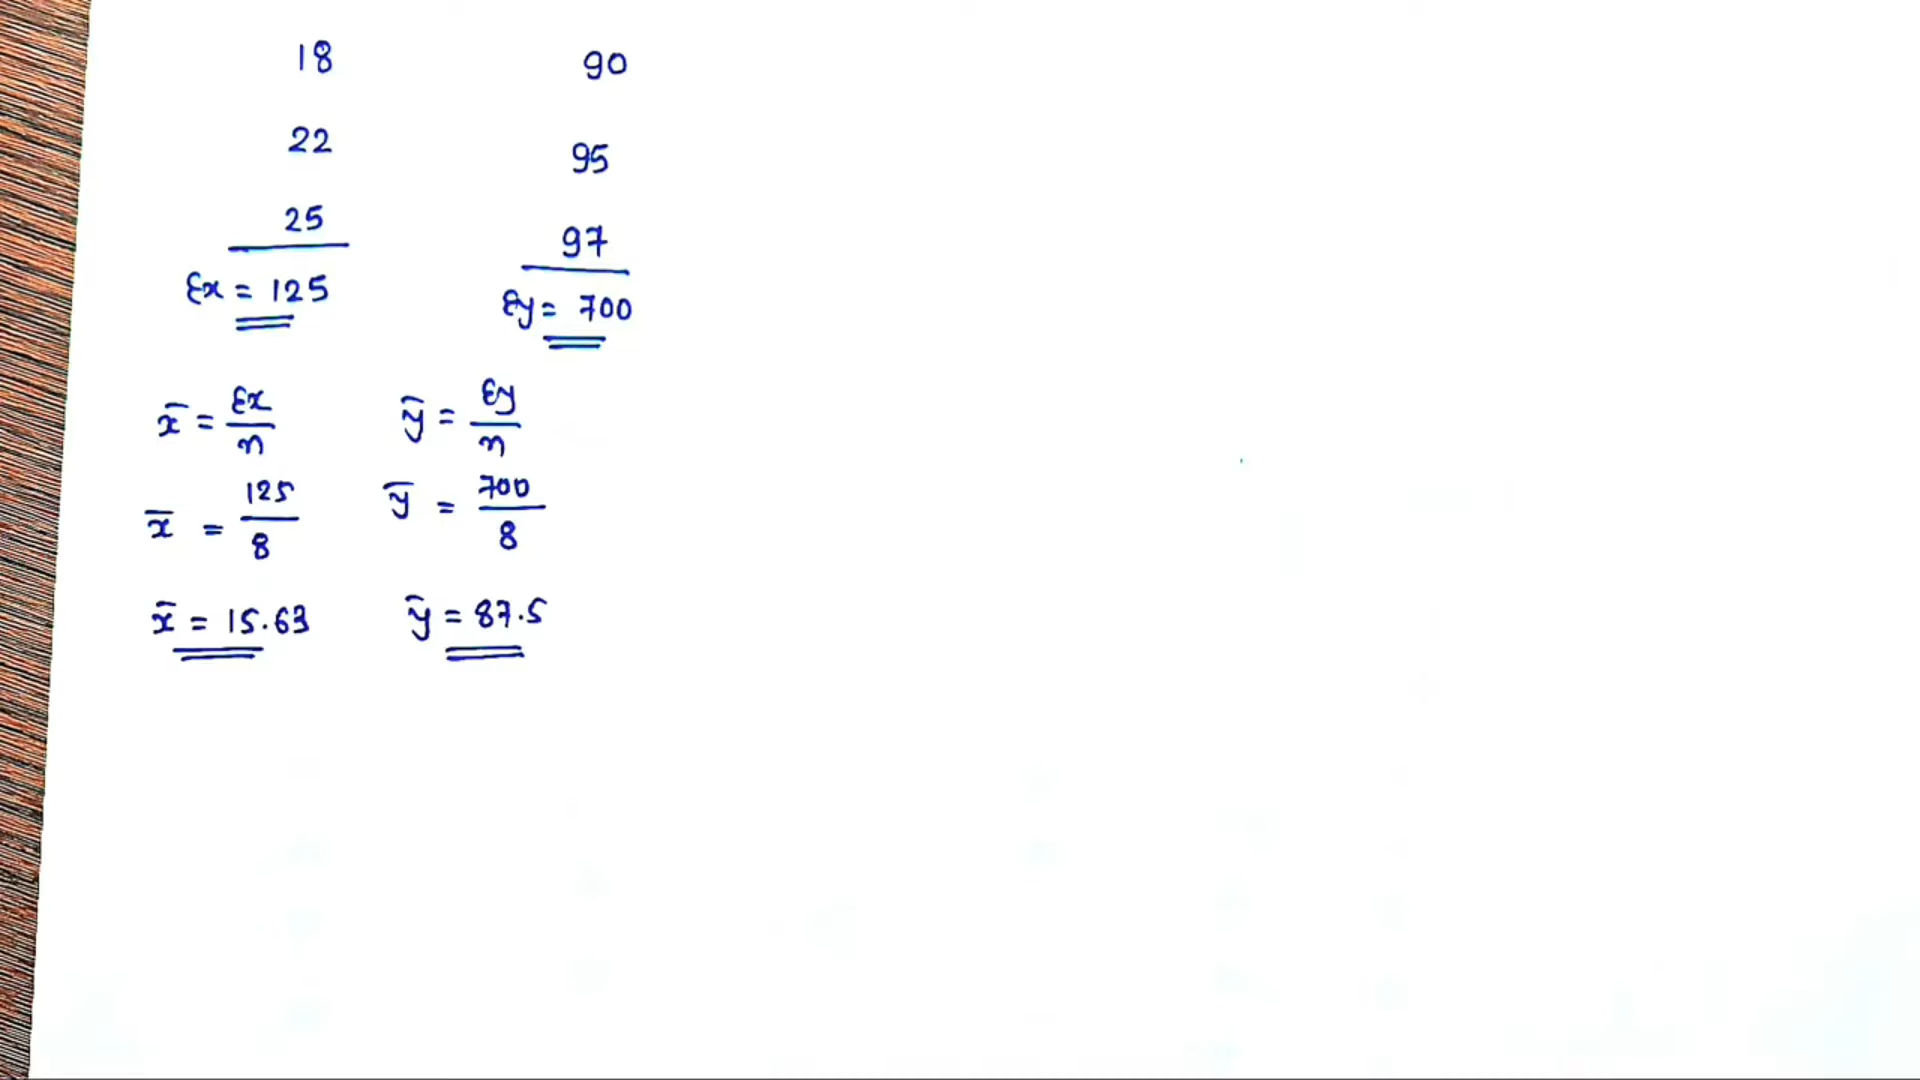 18 90
22 95
25 97
Σx = 125 Σy = 700
x̄ = Σx/n ȳ = Σy/n
x̄ = 125/8 ȳ = 700/8
x̄ = 15.63 ȳ = 87.5